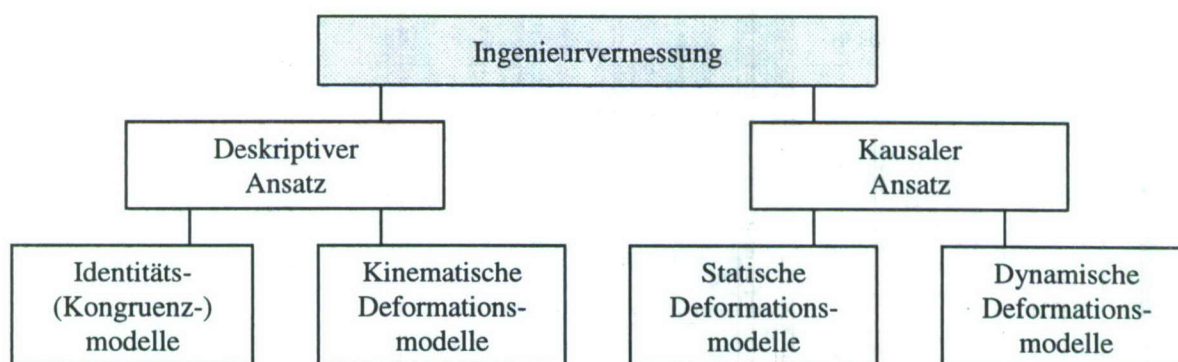 Ingenieurvermessung
Deskriptiver
Ansatz
Kausaler
Ansatz
Identitäts-
(Kongruenz-)
modelle
Kinematische
Deformations-
modelle
Statische
Deformations-
modelle
Dynamische
Deformations-
modelle